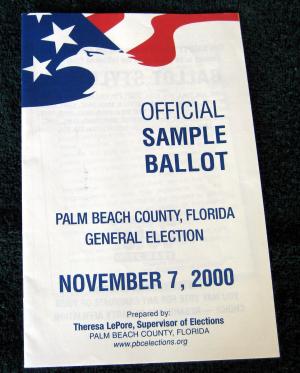 OFFICIAL
SAMPLE
BALLOT
PALM BEACH COUNTY, FLORIDA
GENERAL ELECTION
NOVEMBER 7, 2000
Prepared by:
Theresa LePore, Supervisor of Elections
PALM BEACH COUNTY, FLORIDA
www.pbcelections.org